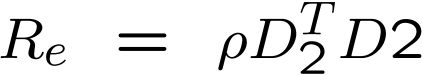 R_e = ρD_2^T D2